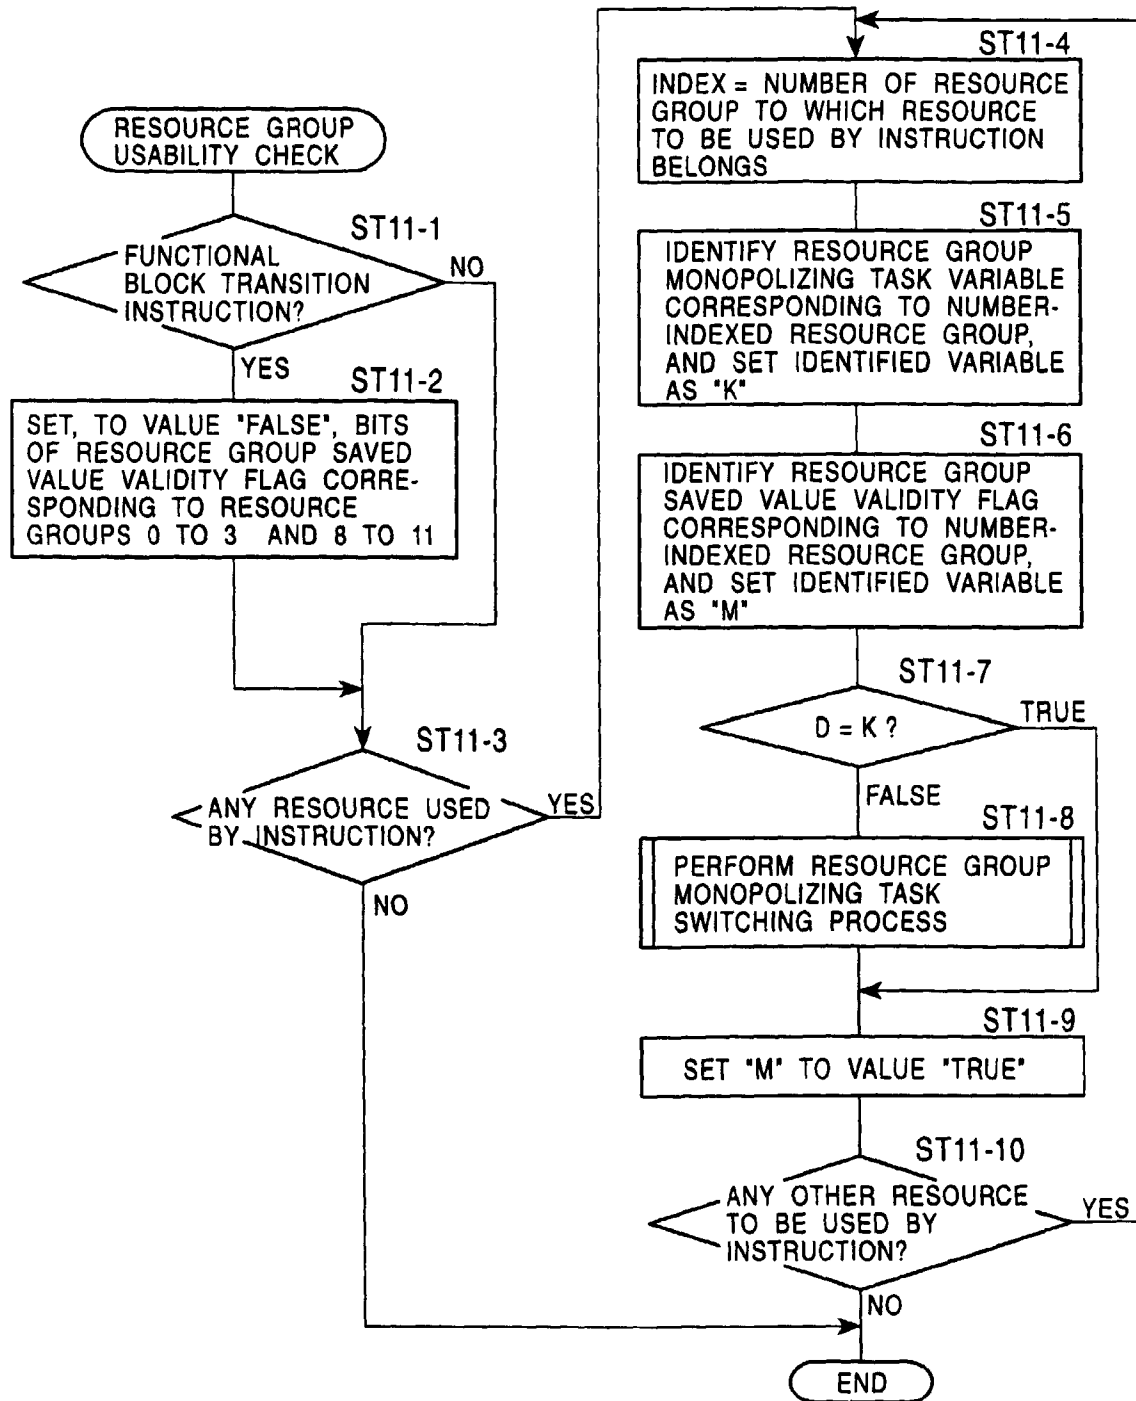 RESOURCE GROUP
USABILITY CHECK
ST11-1
FUNCTIONAL
BLOCK TRANSITION
INSTRUCTION?
NO
YES
ST11-2
SET, TO VALUE "FALSE", BITS
OF RESOURCE GROUP SAVED
VALUE VALIDITY FLAG CORRE-
SPONDING TO RESOURCE
GROUPS 0 TO 3 AND 8 TO 11
ST11-3
ANY RESOURCE USED
BY INSTRUCTION?
YES
NO
ST11-4
INDEX = NUMBER OF RESOURCE
GROUP TO WHICH RESOURCE
TO BE USED BY INSTRUCTION
BELONGS
ST11-5
IDENTIFY RESOURCE GROUP
MONOPOLIZING TASK VARIABLE
CORRESPONDING TO NUMBER-
INDEXED RESOURCE GROUP,
AND SET IDENTIFIED VARIABLE
AS "K"
ST11-6
IDENTIFY RESOURCE GROUP
SAVED VALUE VALIDITY FLAG
CORRESPONDING TO NUMBER-
INDEXED RESOURCE GROUP,
AND SET IDENTIFIED VARIABLE
AS "M"
ST11-7
D = K ?
TRUE
FALSE
ST11-8
PERFORM RESOURCE GROUP
MONOPOLIZING TASK
SWITCHING PROCESS
ST11-9
SET "M" TO VALUE "TRUE"
ST11-10
ANY OTHER RESOURCE
TO BE USED BY
INSTRUCTION?
YES
NO
END